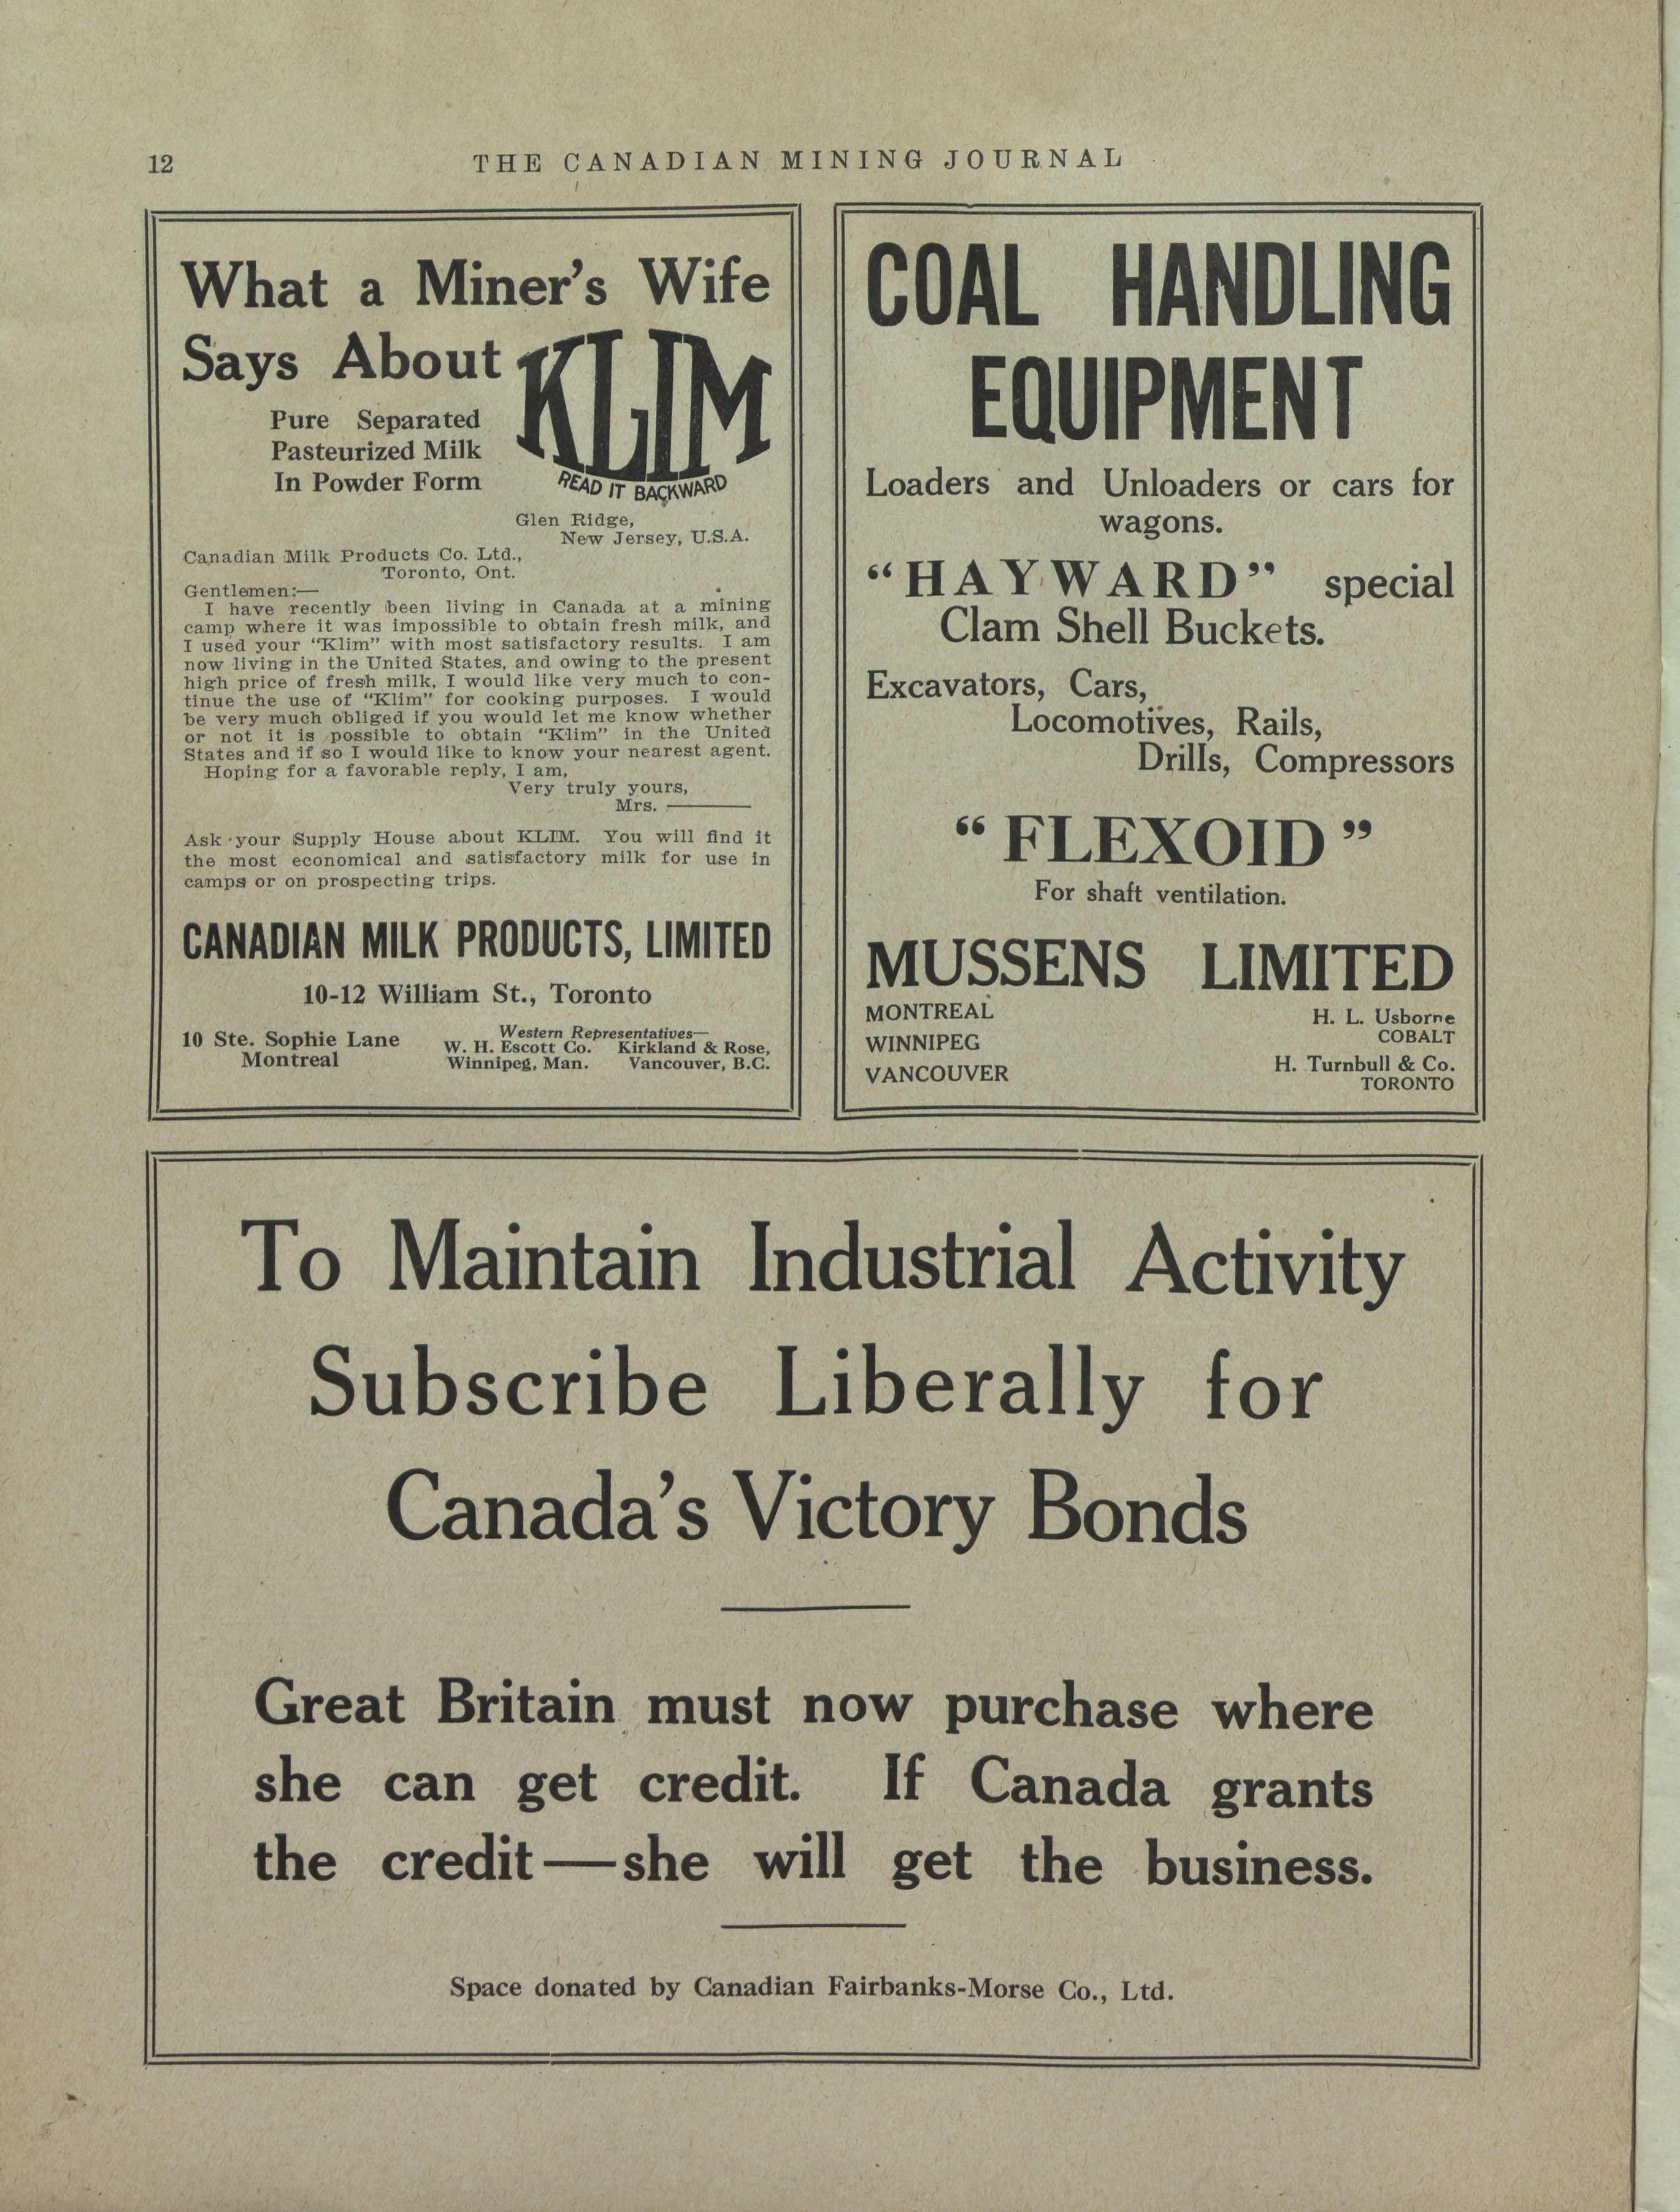 12
THE CANADIAN MINING JOURNAL
What a Miner's Wife
Says About KLIM
READ IT BACKWARD
Pure Separated
Pasteurized Milk
In Powder Form
Glen Ridge,
New Jersey, U.S.A.
Canadian Milk Products Co. Ltd.,
Toronto, Ont.
Gentlemen:—
I have recently been living in Canada at a mining
camp where it was impossible to obtain fresh milk, and
I used your "Klim" with most satisfactory results. I am
now living in the United States, and owing to the present
high price of fresh milk, I would like very much to con-
tinue the use of "Klim" for cooking purposes. I would
be very much obliged if you would let me know whether
or not it is possible to obtain "Klim" in the United
States and if so I would like to know your nearest agent.
Hoping for a favorable reply, I am,
Very truly yours,
Mrs. ———
Ask your Supply House about KLIM. You will find it
the most economical and satisfactory milk for use in
camps or on prospecting trips.
CANADIAN MILK PRODUCTS, LIMITED
10-12 William St., Toronto
10 Ste. Sophie Lane
Montreal
Western Representatives—
W. H. Escott Co. Kirkland & Rose,
Winnipeg, Man. Vancouver, B.C.
COAL HANDLING
EQUIPMENT
Loaders and Unloaders or cars for
wagons.
"HAYWARD" special
Clam Shell Buckets.
Excavators, Cars,
Locomotives, Rails,
Drills, Compressors
"FLEXOID"
For shaft ventilation.
MUSSENS LIMITED
MONTREAL
WINNIPEG
VANCOUVER
H. L. Usborne
COBALT
H. Turnbull & Co.
TORONTO
To Maintain Industrial Activity
Subscribe Liberally for
Canada's Victory Bonds
Great Britain must now purchase where
she can get credit. If Canada grants
the credit—she will get the business.
Space donated by Canadian Fairbanks-Morse Co., Ltd.